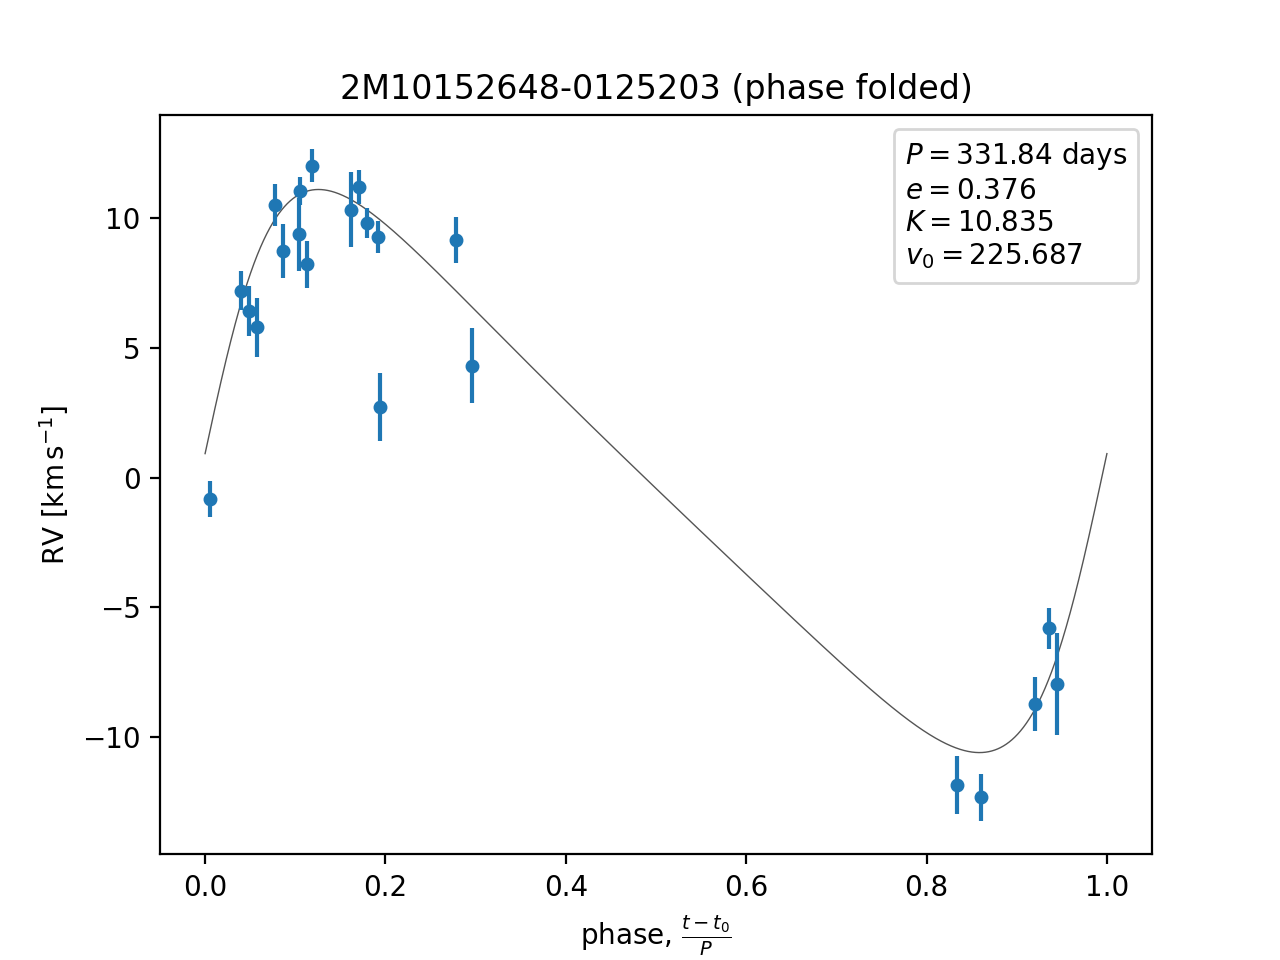 2M10152648-0125203 (phase folded)
P = 331.84 days
e = 0.376
K = 10.835
v₀ = 225.687
RV [km s⁻¹]
10
5
0
−5
−10
0.0 0.2 0.4 0.6 0.8 1.0
phase, (t − t₀)/P